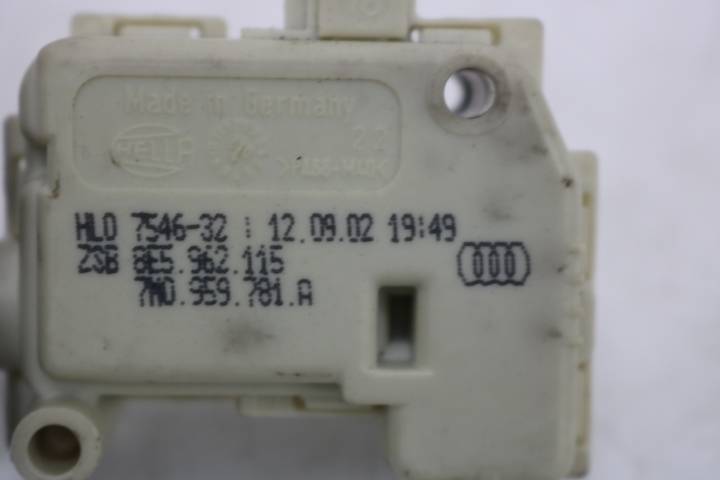 Made in Germany
HELLA
22
HLO 7546-32 : 12.09.02 19:49
ZSB 8E5.962.115
7M0.959.781.A